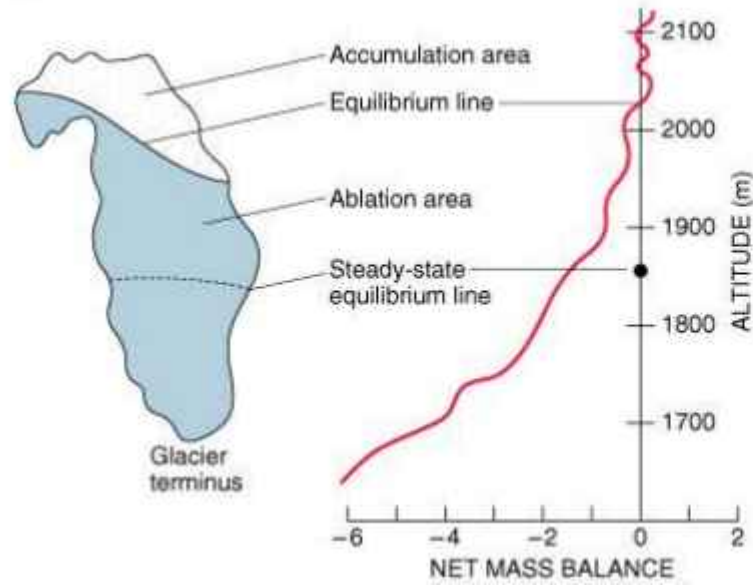 Accumulation area
Equilibrium line
Ablation area
Steady-state
equilibrium line
Glacier
terminus
2100
2000
1900
1800
1700
ALTITUDE (m)
−6 −4 −2 0 2
NET MASS BALANCE